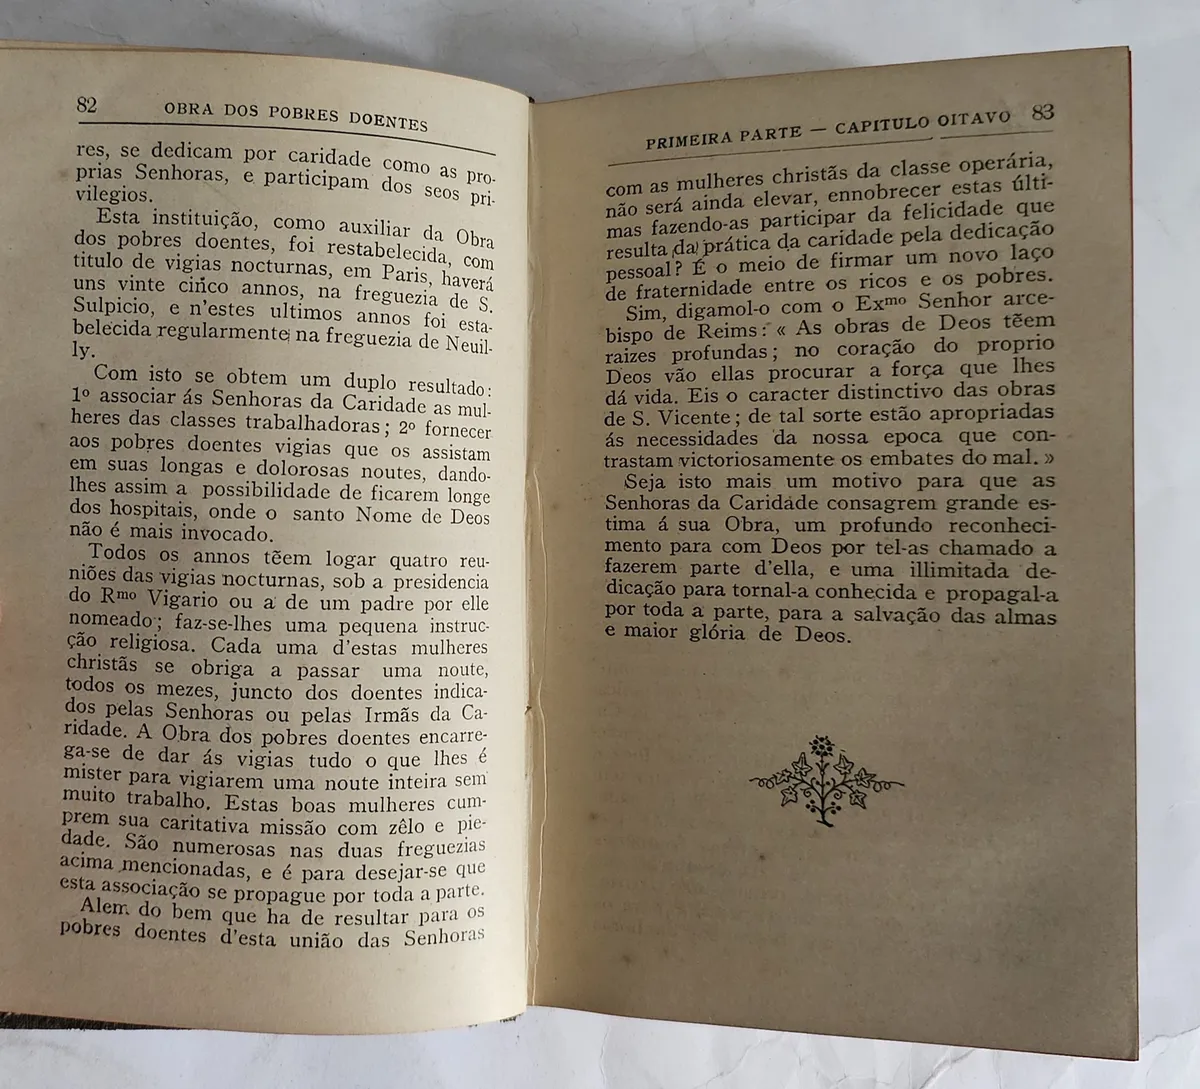 82 OBRA DOS POBRES DOENTES
res, se dedicam por caridade como as pro-
prias Senhoras, e participam dos seos pri-
vilegios.
Esta instituição, como auxiliar da Obra
dos pobres doentes, foi restabelecida, com
titulo de vigias nocturnas, em Paris, haverá
uns vinte cinco annos, na freguezia de S.
Sulpicio, e n'estes ultimos annos foi esta-
belecida regularmente na freguezia de Neuil-
ly.
Com isto se obtem um duplo resultado:
1º associar ás Senhoras da Caridade as mul-
heres das classes trabalhadoras; 2º fornecer
aos pobres doentes vigias que os assistam
em suas longas e dolorosas noutes, dando-
lhes assim a possibilidade de ficarem longe
dos hospitais, onde o santo Nome de Deos
não é mais invocado.
Todos os annos tẽem logar quatro reu-
niões das vigias nocturnas, sob a presidencia
do Rmo Vigario ou a de um padre por elle
nomeado; faz-se-lhes uma pequena instruc-
ção religiosa. Cada uma d'estas mulheres
christãs se obriga a passar uma noute,
todos os mezes, juncto dos doentes indica-
dos pelas Senhoras ou pelas Irmãs da Ca-
ridade. A Obra dos pobres doentes encarre-
ga-se de dar ás vigias tudo o que lhes é
mister para vigiarem uma noute inteira sem
muito trabalho. Estas boas mulheres cum-
prem sua caritativa missão com zêlo e pie-
dade. São numerosas nas duas freguezias
acima mencionadas, e é para desejar-se que
esta associação se propague por toda a parte.
Alem do bem que ha de resultar para os
pobres doentes d'esta união das Senhoras
PRIMEIRA PARTE — CAPITULO OITAVO 83
com as mulheres christãs da classe operária,
não será ainda elevar, ennobrecer estas últi-
mas fazendo-as participar da felicidade que
resulta da prática da caridade pela dedicação
pessoal? É o meio de firmar um novo laço
de fraternidade entre os ricos e os pobres.
Sim, digamol-o com o Exmo Senhor arce-
bispo de Reims: « As obras de Deos tẽem
raizes profundas; no coração do proprio
Deos vão ellas procurar a força que lhes
dá vida. Eis o caracter distinctivo das obras
de S. Vicente; de tal sorte estão apropriadas
ás necessidades da nossa epoca que con-
trastam victoriosamente os embates do mal. »
Seja isto mais um motivo para que as
Senhoras da Caridade consagrem grande es-
tima á sua Obra, um profundo reconheci-
mento para com Deos por tel-as chamado a
fazerem parte d'ella, e uma illimitada de-
dicação para tornal-a conhecida e propagal-a
por toda a parte, para a salvação das almas
e maior glória de Deos.